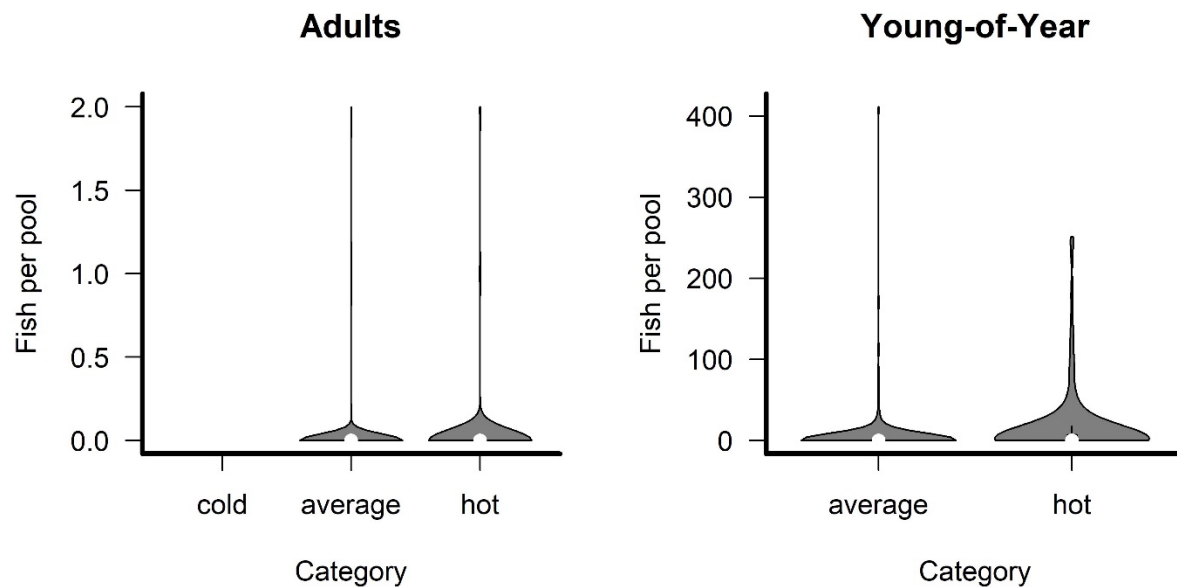 Adults
Fish per pool
2.0
1.5
1.0
0.5
0.0
cold average hot
Category
Young-of-Year
Fish per pool
400
300
200
100
0
average hot
Category